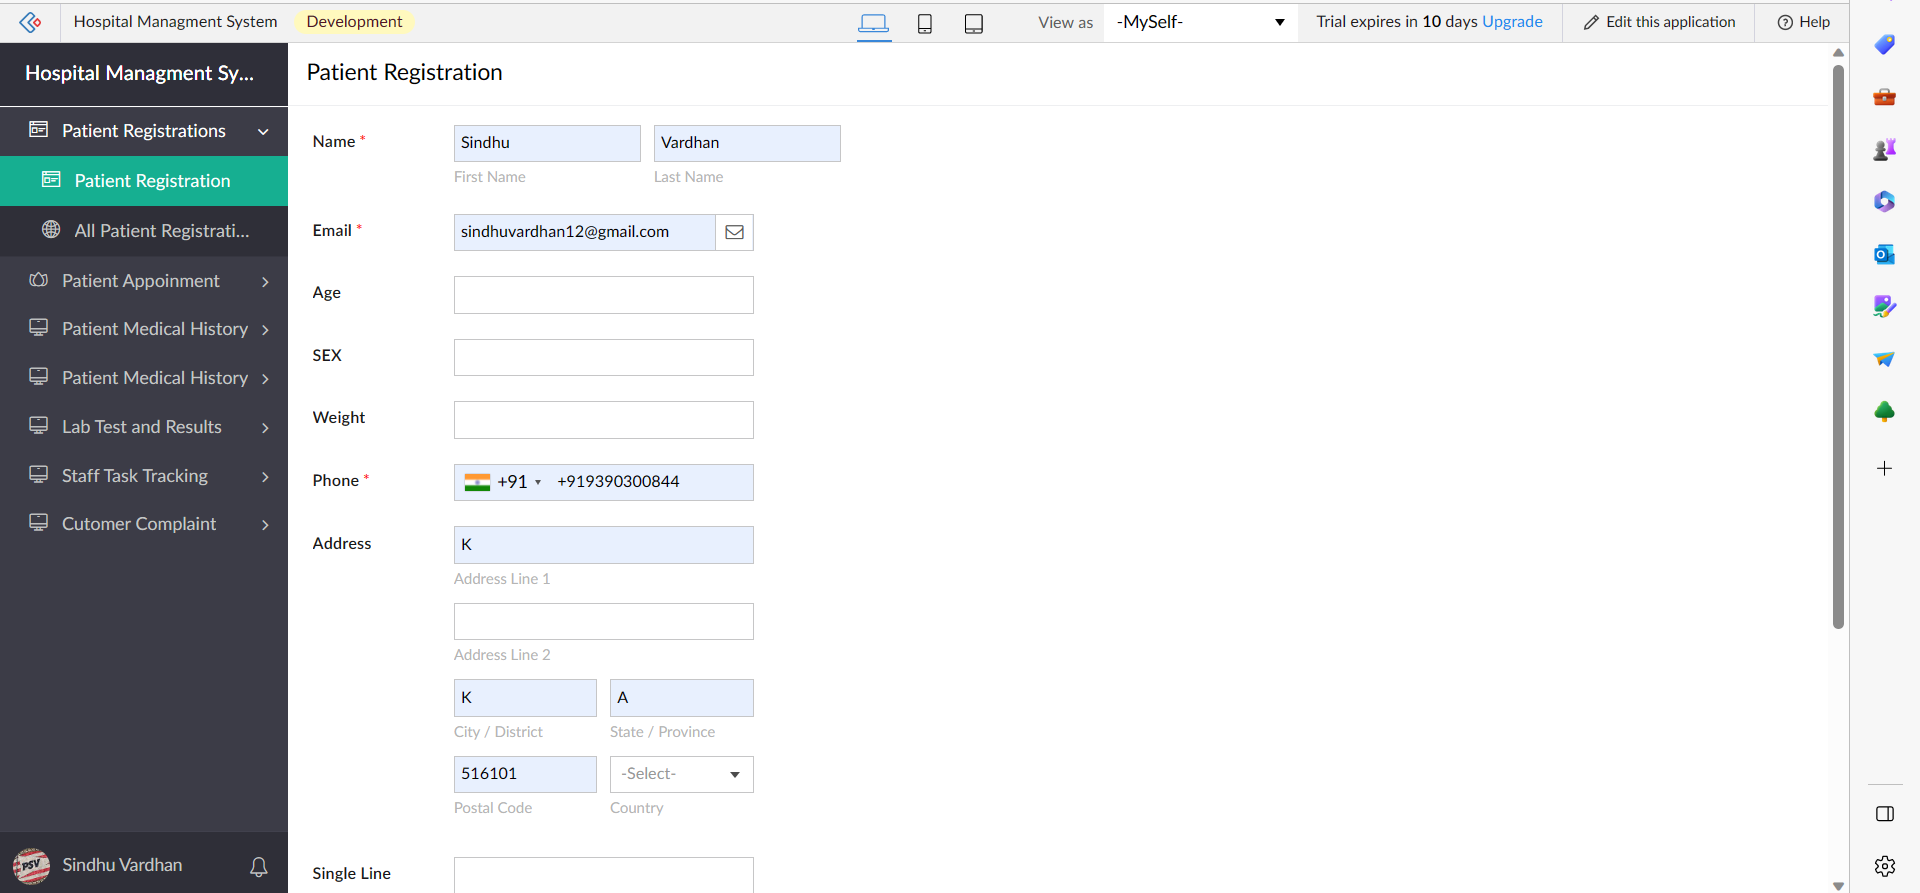 Hospital Managment System Development View as -MySelf- Trial expires in 10 days Upgrade Edit this application Help
Hospital Managment Sy...
Patient Registrations
Patient Registration
All Patient Registrati...
Patient Appoinment
Patient Medical History
Patient Medical History
Lab Test and Results
Staff Task Tracking
Cutomer Complaint
PSV Sindhu Vardhan
Patient Registration
Name * Sindhu Vardhan
First Name Last Name
Email * sindhuvardhan12@gmail.com
Age
SEX
Weight
Phone * +91 +919390300844
Address K
Address Line 1
Address Line 2
K A
City / District State / Province
516101 -Select-
Postal Code Country
Single Line